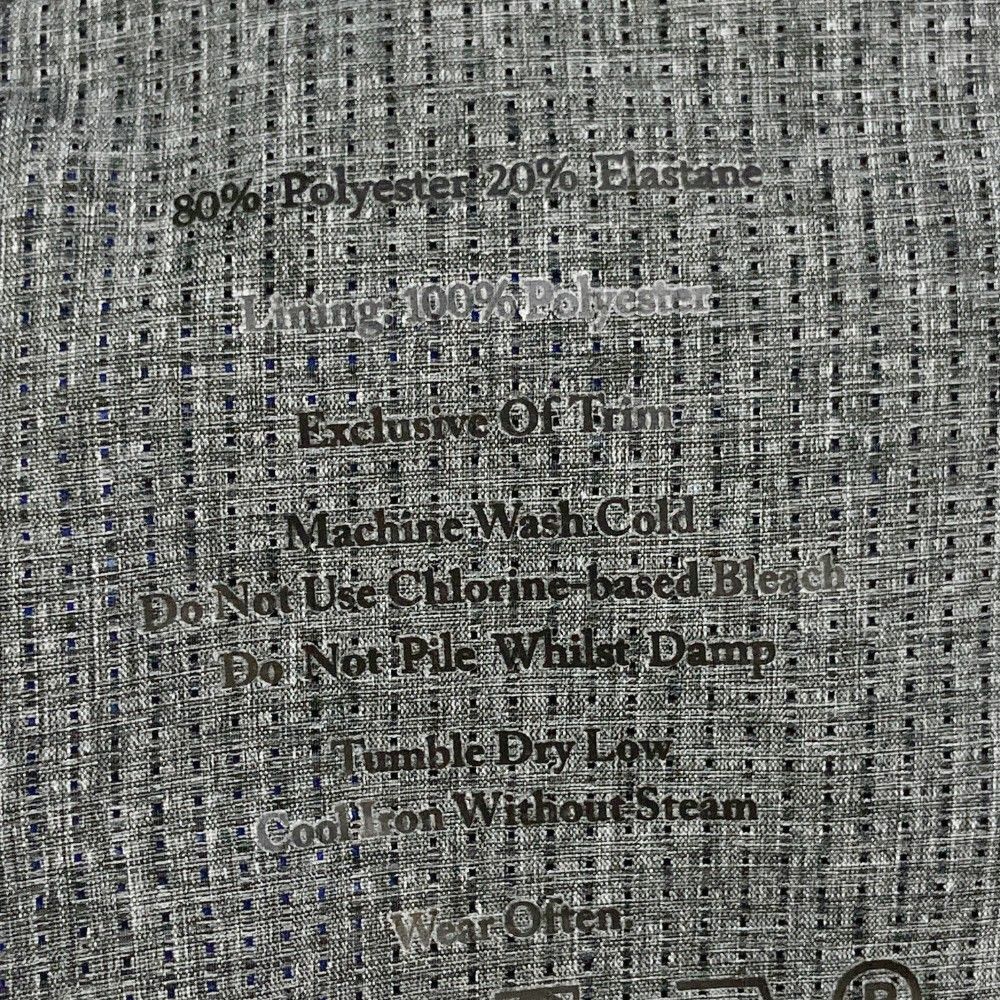 80% Polyester 20% Elastane
Lining: 100% Polyester
Exclusive Of Trim
Machine Wash Cold
Do Not Use Chlorine-based Bleach
Do Not Pile Whilst Damp
Tumble Dry Low
Cool Iron Without Steam
Wear Often